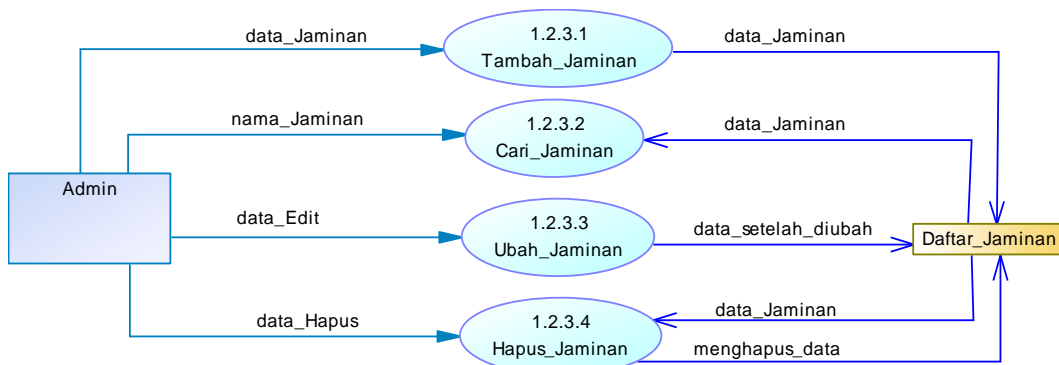 data_Jaminan
1.2.3.1
Tambah_Jaminan
data_Jaminan
nama_Jaminan
1.2.3.2
Cari_Jaminan
data_Jaminan
Admin
data_Edit
1.2.3.3
Ubah_Jaminan
data_setelah_diubah
Daftar_Jaminan
data_Hapus
1.2.3.4
Hapus_Jaminan
data_Jaminan
menghapus_data